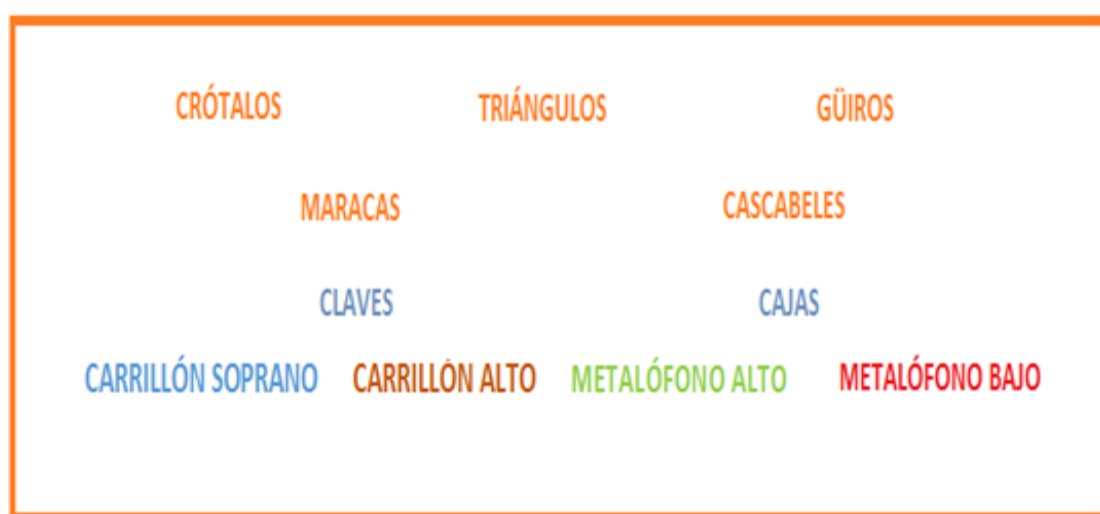 CRÓTALOS TRIÁNGULOS GÜIROS
MARACAS CASCABELES
CLAVES CAJAS
CARRILLÓN SOPRANO CARRILLÓN ALTO METALÓFONO ALTO METALÓFONO BAJO